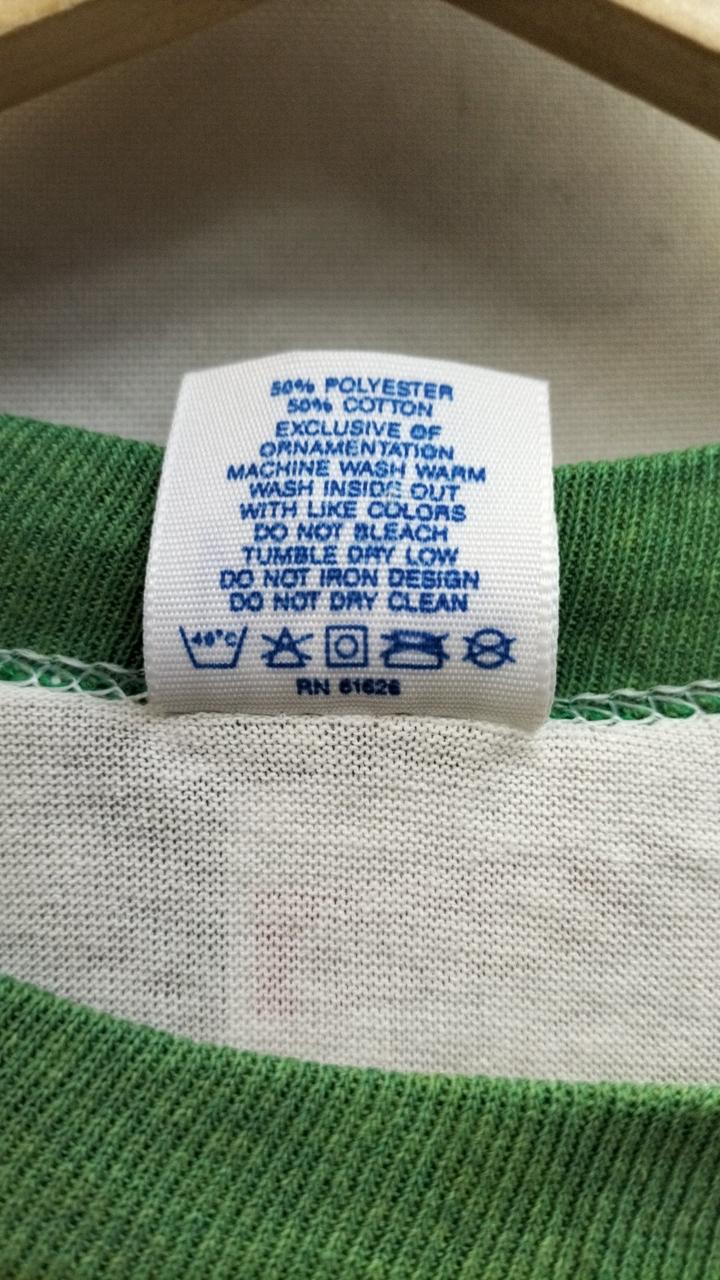 50% POLYESTER
50% COTTON
EXCLUSIVE OF
ORNAMENTATION
MACHINE WASH WARM
WASH INSIDE OUT
WITH LIKE COLORS
DO NOT BLEACH
TUMBLE DRY LOW
DO NOT IRON DESIGN
DO NOT DRY CLEAN
40°C
RN 61626